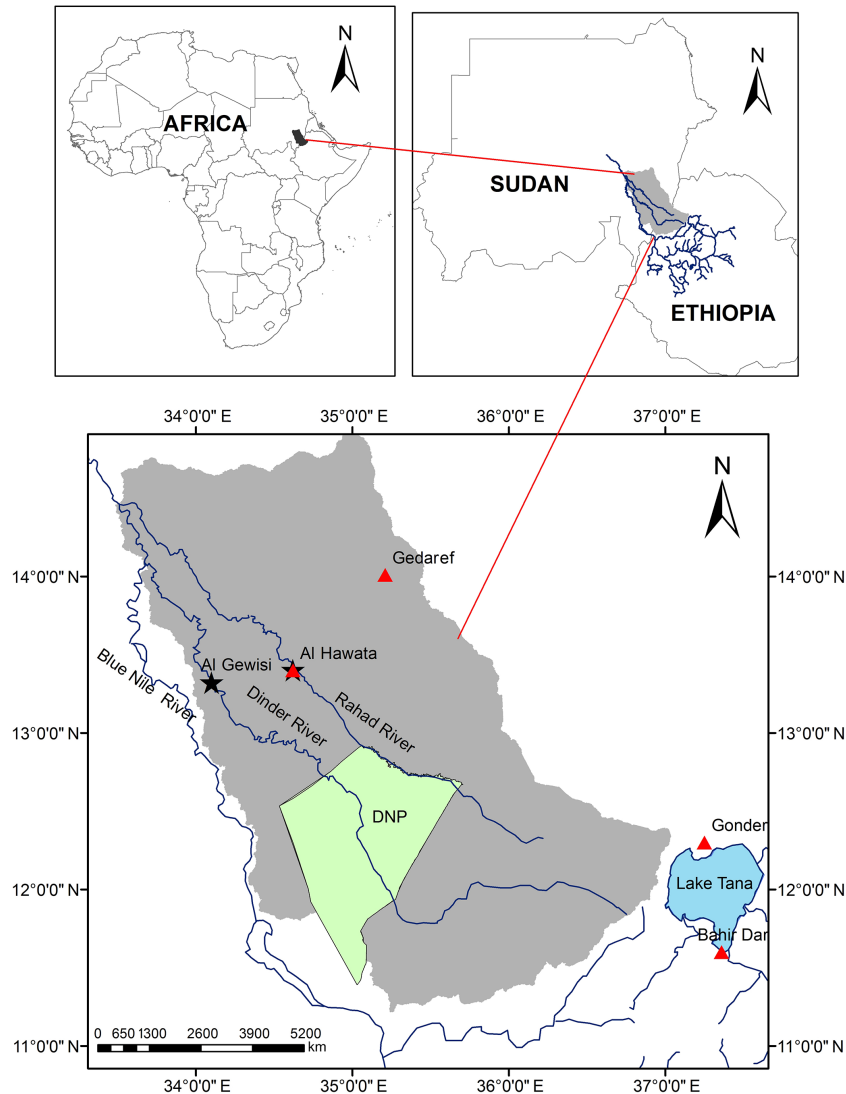 N
AFRICA
N
SUDAN
ETHIOPIA
34°0'0" E 35°0'0" E 36°0'0" E 37°0'0" E
N
Gedaref
14°0'0" N 14°0'0" N
Al Hawata
Al Gewisi
Blue Nile River
Dinder River
Rahad River
13°0'0" N 13°0'0" N
DNP
Gonder
Lake Tana
12°0'0" N 12°0'0" N
Bahir Dar
0 650 1300 2600 3900 5200
km
11°0'0" N 11°0'0" N
34°0'0" E 35°0'0" E 36°0'0" E 37°0'0" E